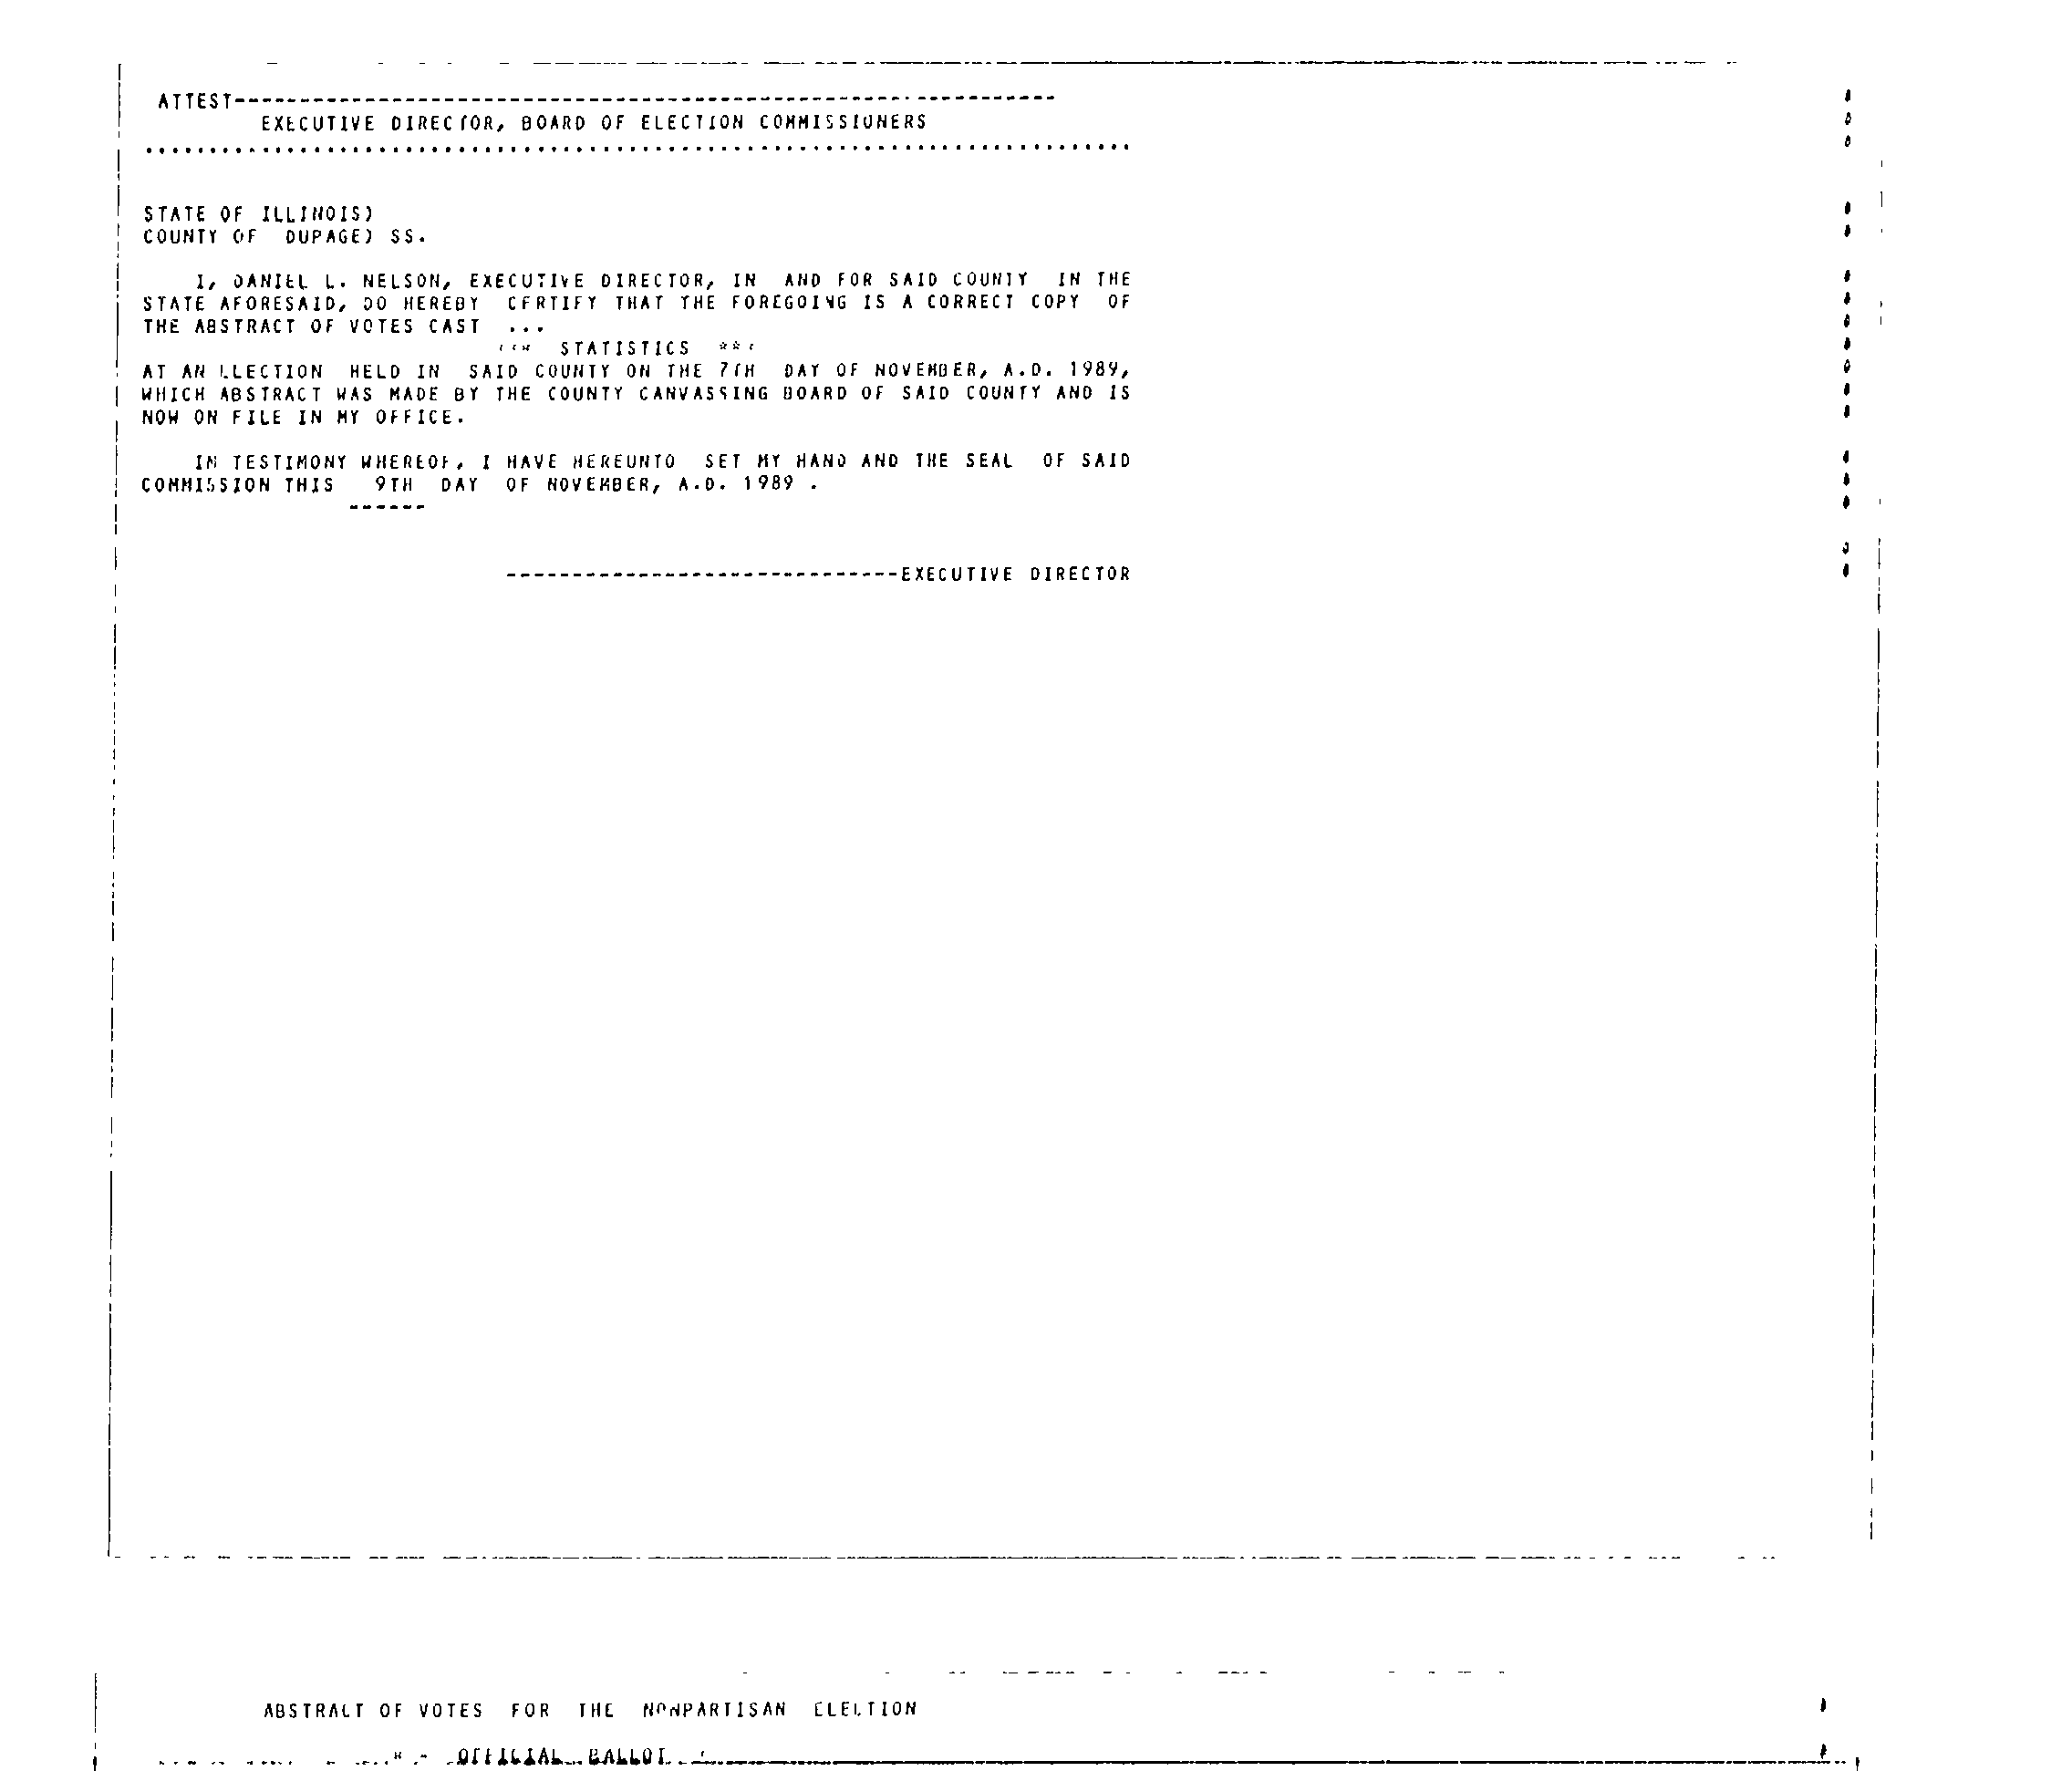 ATTEST----------------------------------------------------------------
EXECUTIVE DIRECTOR, BOARD OF ELECTION COMMISSIONERS
STATE OF ILLINOIS)
COUNTY OF DUPAGE) SS.
I, DANIEL L. NELSON, EXECUTIVE DIRECTOR, IN AND FOR SAID COUNTY IN THE
STATE AFORESAID, DO HEREBY CERTIFY THAT THE FOREGOING IS A CORRECT COPY OF
THE ABSTRACT OF VOTES CAST ...
*** STATISTICS ***
AT AN ELECTION HELD IN SAID COUNTY ON THE 7TH DAY OF NOVEMBER, A.D. 1989,
WHICH ABSTRACT WAS MADE BY THE COUNTY CANVASSING BOARD OF SAID COUNTY AND IS
NOW ON FILE IN MY OFFICE.
IN TESTIMONY WHEREOF, I HAVE HEREUNTO SET MY HAND AND THE SEAL OF SAID
COMMISSION THIS 9TH DAY OF NOVEMBER, A.D. 1989 .
------------------------------EXECUTIVE DIRECTOR
ABSTRACT OF VOTES FOR THE NONPARTISAN ELECTION
OFFICIAL BALLOT